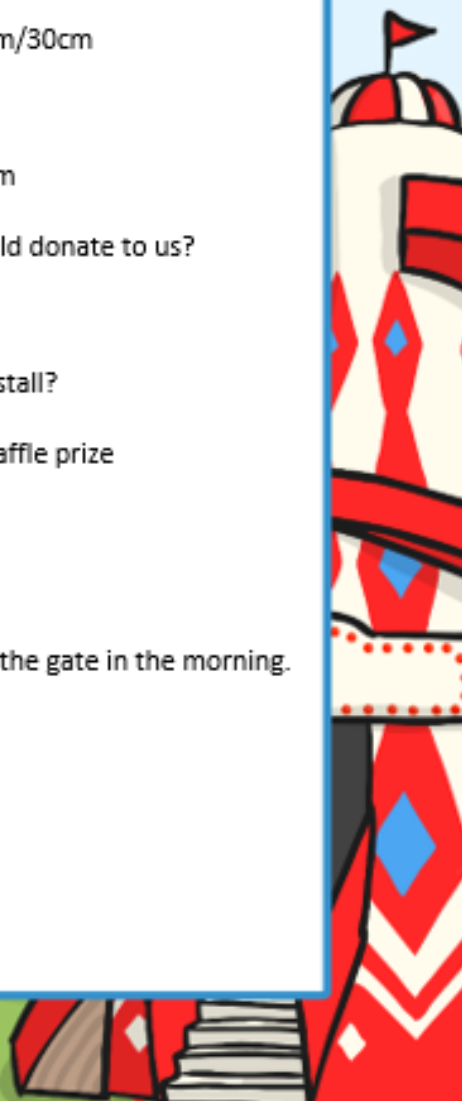 m/30cm
m
ld donate to us?
stall?
affle prize
the gate in the morning.